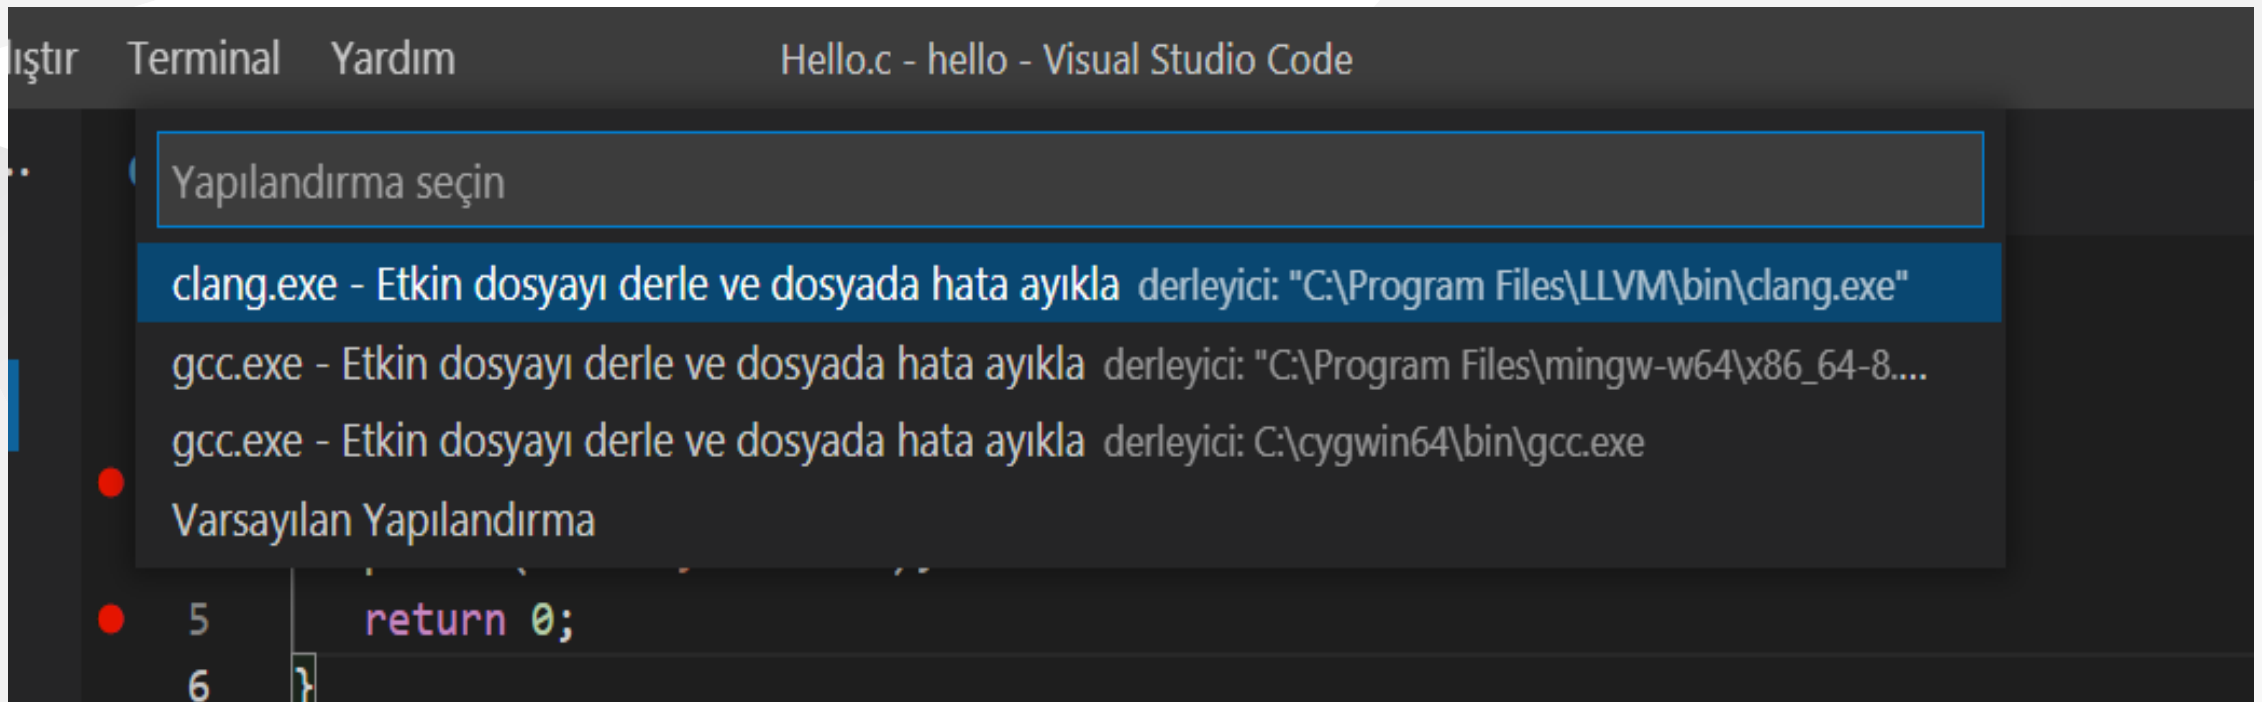 Terminal Yardım Hello.c - hello - Visual Studio Code
Yapılandırma seçin
clang.exe - Etkin dosyayı derle ve dosyada hata ayıkla derleyici: "C:\Program Files\LLVM\bin\clang.exe"
gcc.exe - Etkin dosyayı derle ve dosyada hata ayıkla derleyici: "C:\Program Files\mingw-w64\x86_64-8....
gcc.exe - Etkin dosyayı derle ve dosyada hata ayıkla derleyici: C:\cygwin64\bin\gcc.exe
Varsayılan Yapılandırma
5 return 0;
6 }